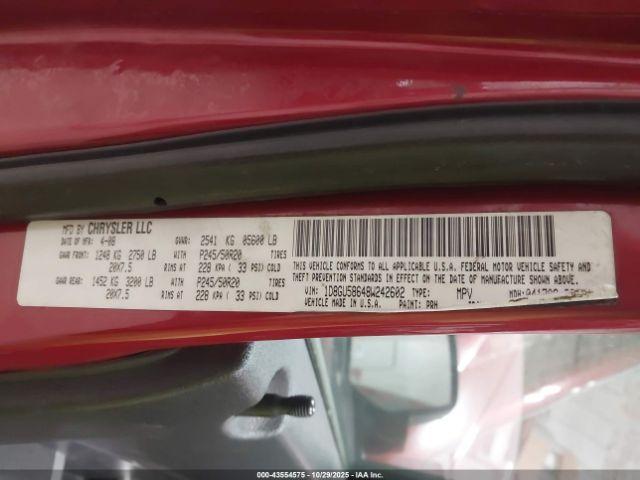 MFD BY CHRYSLER LLC
DATE OF MFR: 4-08 GVWR: 2541 KG 05600 LB
GAWR FRONT: 1248 KG 2750 LB WITH P245/50R20 TIRES
20X7.5 RIMS AT 228 KPA ( 33 PSI) COLD
GAWR REAR: 1452 KG 3200 LB WITH P245/50R20 TIRES
20X7.5 RIMS AT 228 KPA ( 33 PSI) COLD
THIS VEHICLE CONFORMS TO ALL APPLICABLE U.S.A. FEDERAL MOTOR VEHICLE SAFETY AND
THEFT PREVENTION STANDARDS IN EFFECT ON THE DATE OF MANUFACTURE SHOWN ABOVE.
VIN: 1D8GU58648W242602 TYPE: MPV MDH:
VEHICLE MADE IN U.S.A. PAINT: PRH
000-43554575 10/29/2025 IAA Inc.